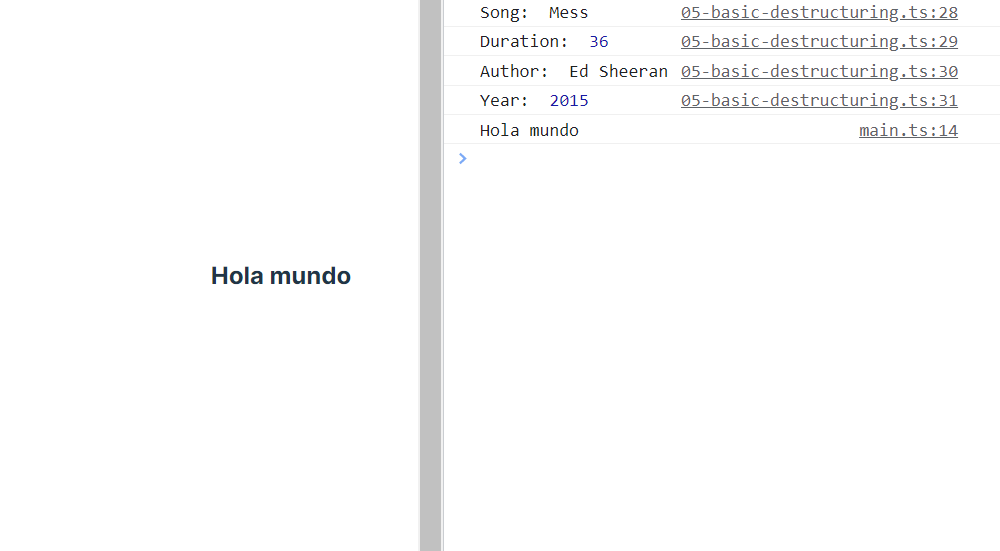 Song:  Mess 05-basic-destructuring.ts:28
Duration:  36 05-basic-destructuring.ts:29
Author:  Ed Sheeran 05-basic-destructuring.ts:30
Year:  2015 05-basic-destructuring.ts:31
Hola mundo main.ts:14
Hola mundo